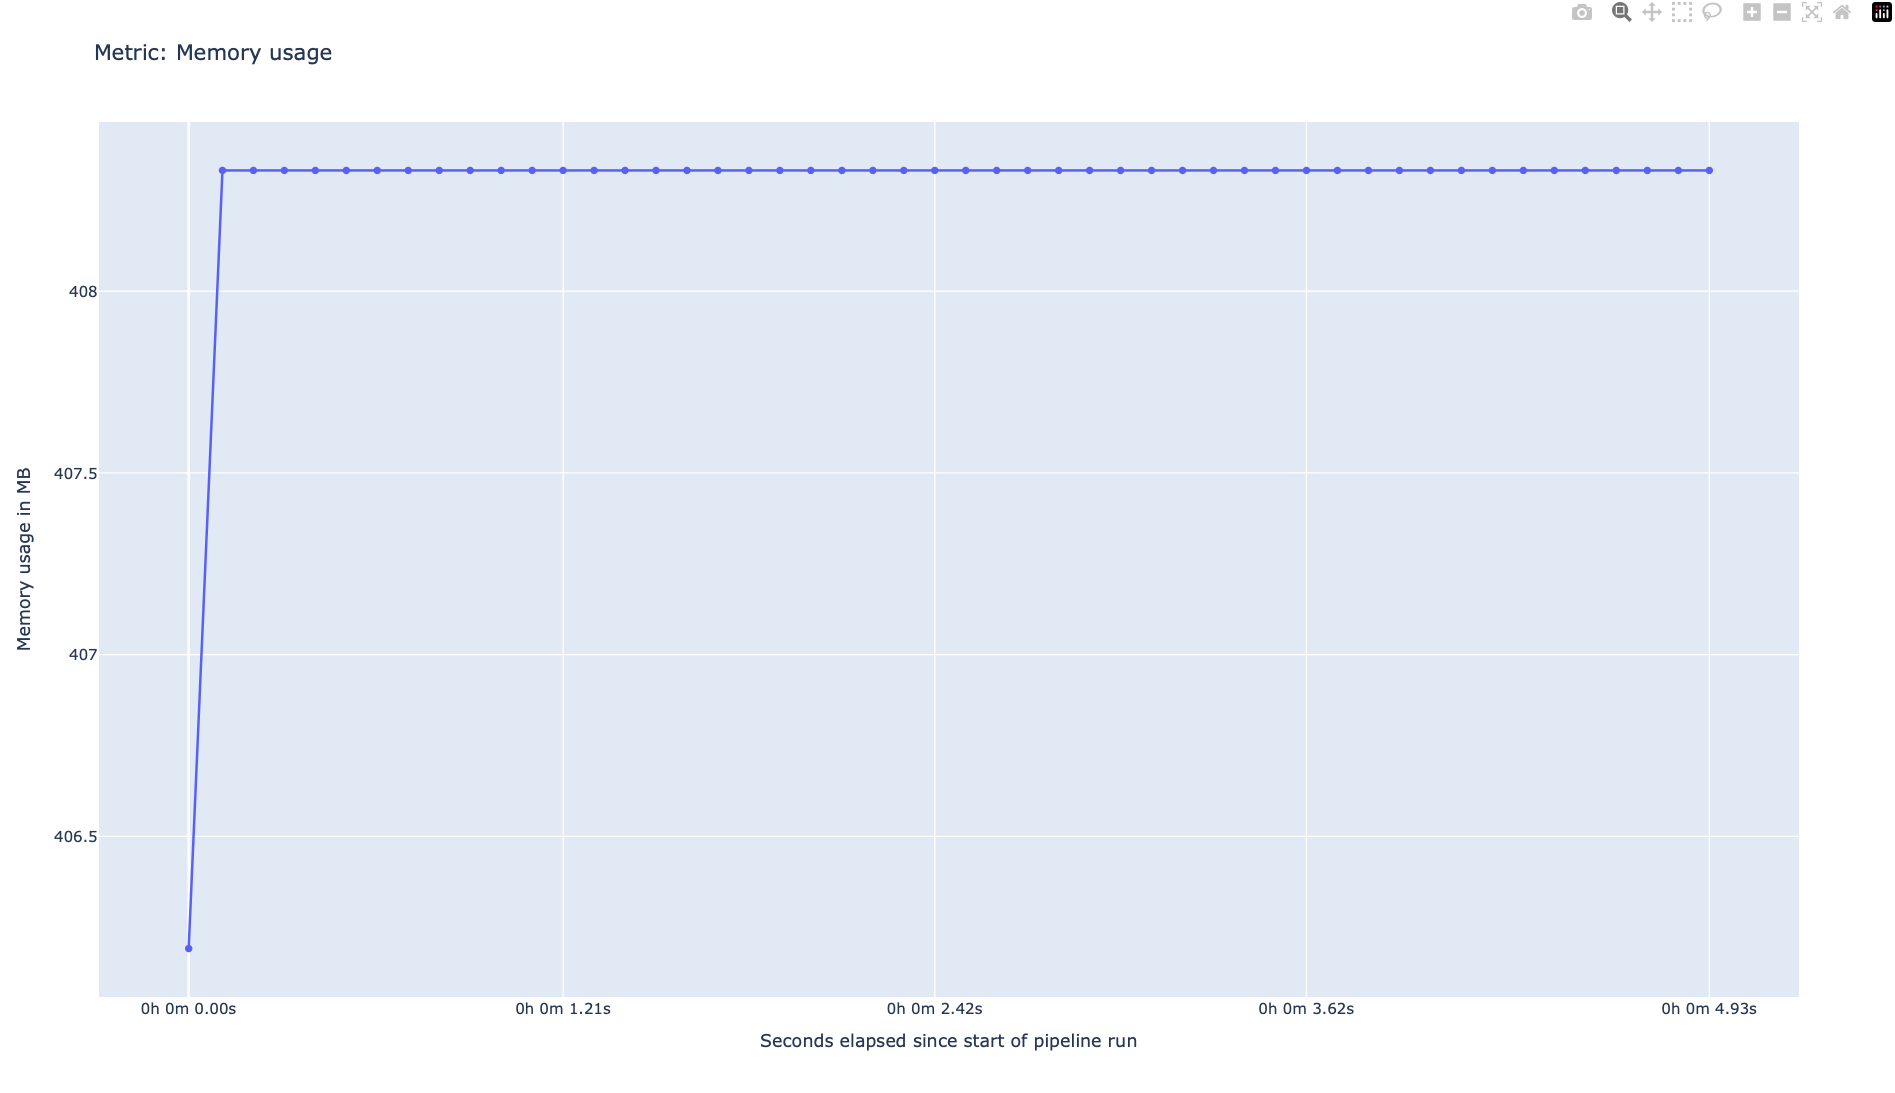 Metric: Memory usage
408
407.5
407
406.5
Memory usage in MB
0h 0m 0.00s
0h 0m 1.21s
0h 0m 2.42s
0h 0m 3.62s
0h 0m 4.93s
Seconds elapsed since start of pipeline run